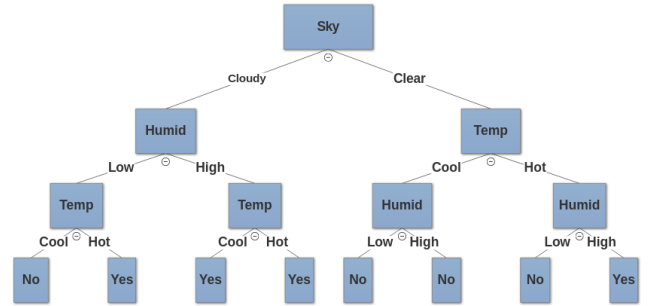 Sky
Cloudy
Clear
Humid
Temp
Low
High
Cool
Hot
Temp
Temp
Humid
Humid
Cool
Hot
Cool
Hot
Low
High
Low
High
No
Yes
Yes
Yes
No
No
No
Yes